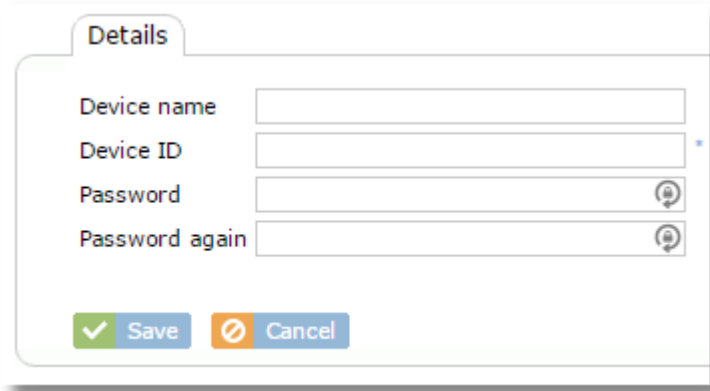 Details
Device name
Device ID *
Password
Password again
Save Cancel